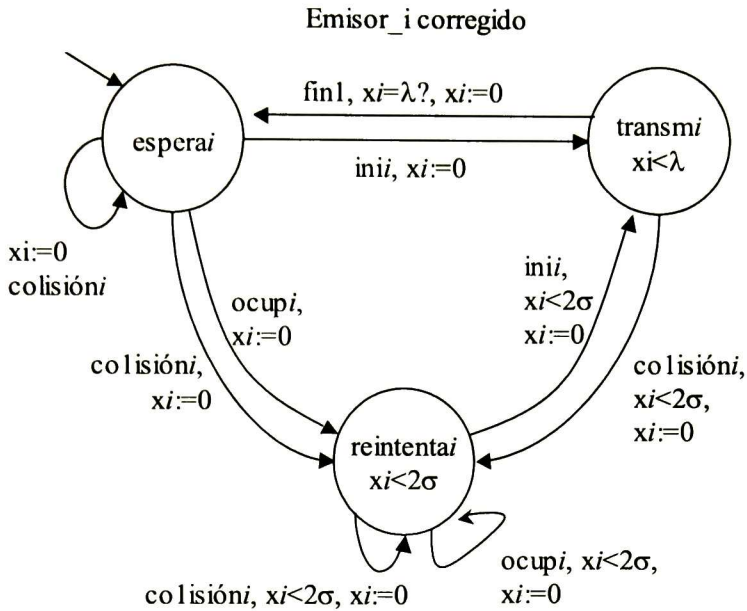 Emisor_i corregido
fin1, xi=λ?, xi:=0
esperai
transmi
xi<λ
inii, xi:=0
xi:=0
colisióni
ocupi,
xi:=0
inii,
xi<2σ
xi:=0
colisióni,
xi:=0
colisióni,
xi<2σ,
xi:=0
reintentai
xi<2σ
colisióni, xi<2σ, xi:=0
ocupi, xi<2σ,
xi:=0